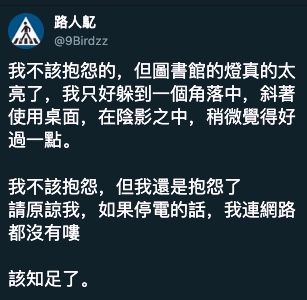 路人髟
@9Birdzz
我不該抱怨的，但圖書館的燈真的太
亮了，我只好躲到一個角落中，斜著
使用桌面，在陰影之中，稍微覺得好
過一點。
我不該抱怨，但我還是抱怨了
請原諒我，如果停電的話，我連網路
都沒有嘍
該知足了。